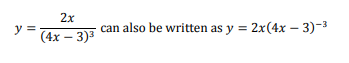 y = 2x/(4x − 3)³ can also be written as y = 2x(4x − 3)⁻³